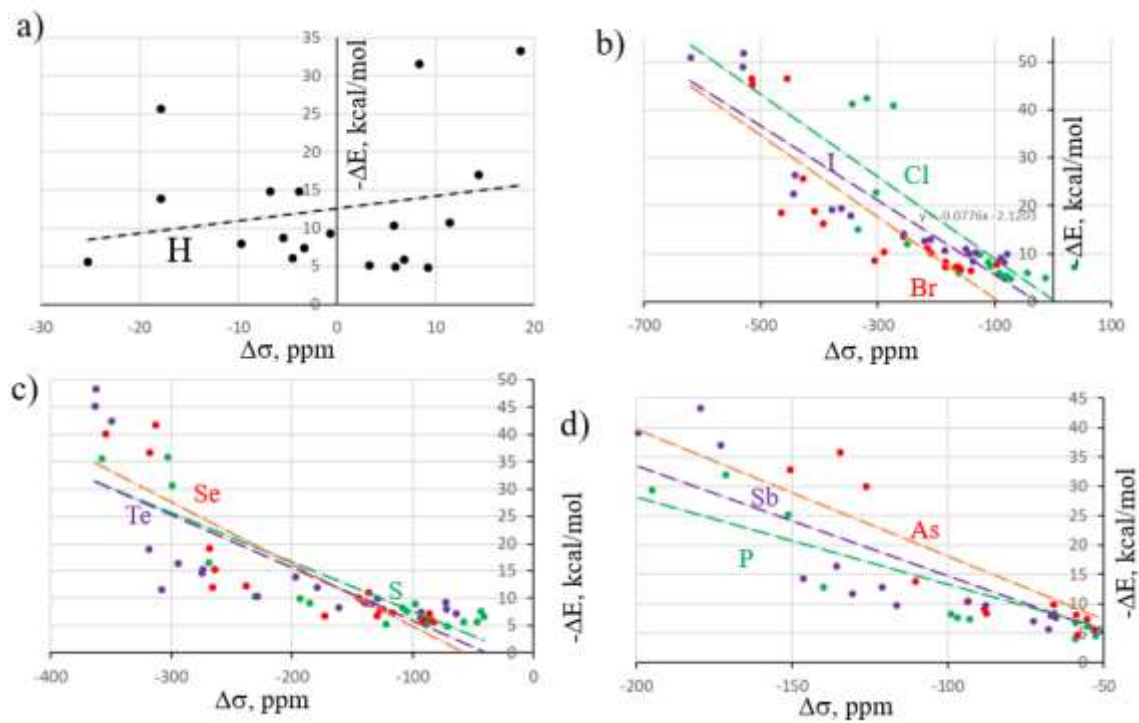 a)
35
30
25
20
15
10
5
0
-ΔE, kcal/mol
H
-30
-20
-10
0
10
20
Δσ, ppm
b)
50
40
30
20
10
0
-ΔE, kcal/mol
I
Cl
Br
-700
-500
-300
-100
100
Δσ, ppm
c)
50
45
40
35
30
25
20
15
10
5
0
-ΔE, kcal/mol
Se
Te
S
-400
-300
-200
-100
0
Δσ, ppm
d)
45
40
35
30
25
20
15
10
5
0
-ΔE, kcal/mol
Sb
As
P
-200
-150
-100
-50
Δσ, ppm